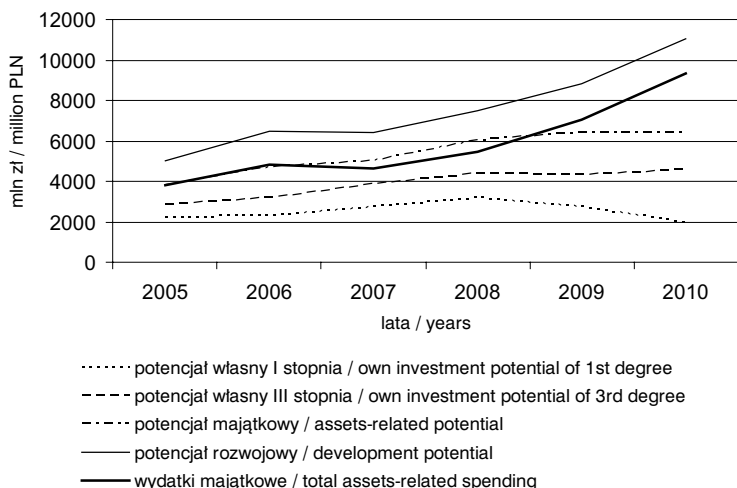 12000
10000
8000
6000
4000
2000
0
mln zł / million PLN
2005 2006 2007 2008 2009 2010
lata / years
potencjał własny I stopnia / own investment potential of 1st degree
potencjał własny III stopnia / own investment potential of 3rd degree
potencjał majątkowy / assets-related potential
potencjał rozwojowy / development potential
wydatki majątkowe / total assets-related spending